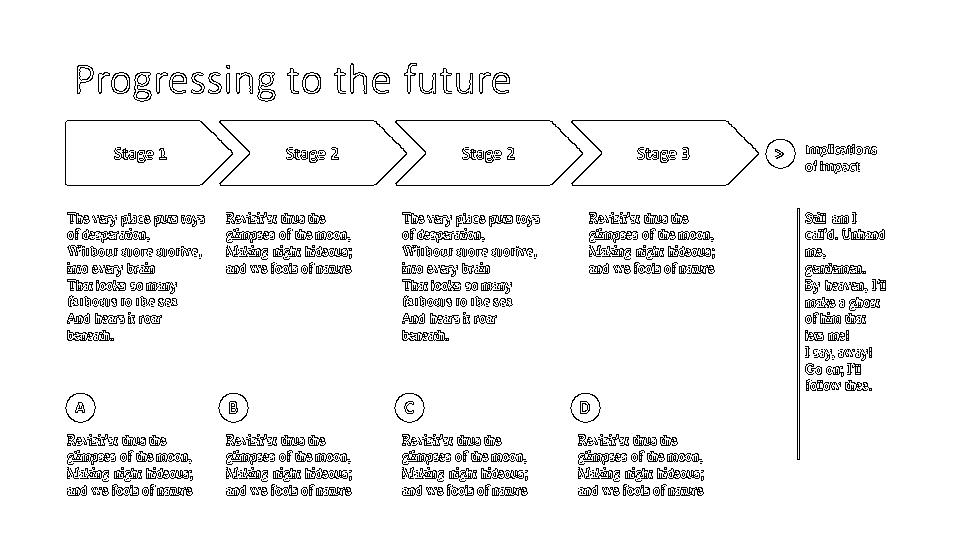 Progressing to the future
Stage 1
Stage 2
Stage 2
Stage 3
>
Implications
of impact
The very place puts toys
of desperation,
Without more motive,
into every brain
That looks so many
fathoms to the sea
And hears it roar
beneath.
Revisit'st thus the
glimpses of the moon,
Making night hideous;
and we fools of nature
The very place puts toys
of desperation,
Without more motive,
into every brain
That looks so many
fathoms to the sea
And hears it roar
beneath.
Revisit'st thus the
glimpses of the moon,
Making night hideous;
and we fools of nature
Still am I
call'd. Unhand
me,
gentlemen.
By heaven, I'll
make a ghost
of him that
lets me!
I say, away!
Go on; I'll
follow thee.
A
Revisit'st thus the
glimpses of the moon,
Making night hideous;
and we fools of nature
B
Revisit'st thus the
glimpses of the moon,
Making night hideous;
and we fools of nature
C
Revisit'st thus the
glimpses of the moon,
Making night hideous;
and we fools of nature
D
Revisit'st thus the
glimpses of the moon,
Making night hideous;
and we fools of nature